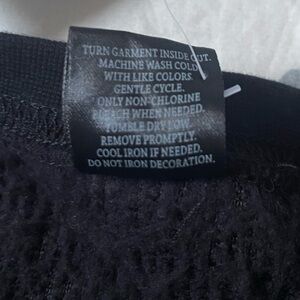 TURN GARMENT INSIDE OUT.
MACHINE WASH COLD
WITH LIKE COLORS.
GENTLE CYCLE.
ONLY NON-CHLORINE
BLEACH WHEN NEEDED.
TUMBLE DRY LOW.
REMOVE PROMPTLY.
COOL IRON IF NEEDED.
DO NOT IRON DECORATION.